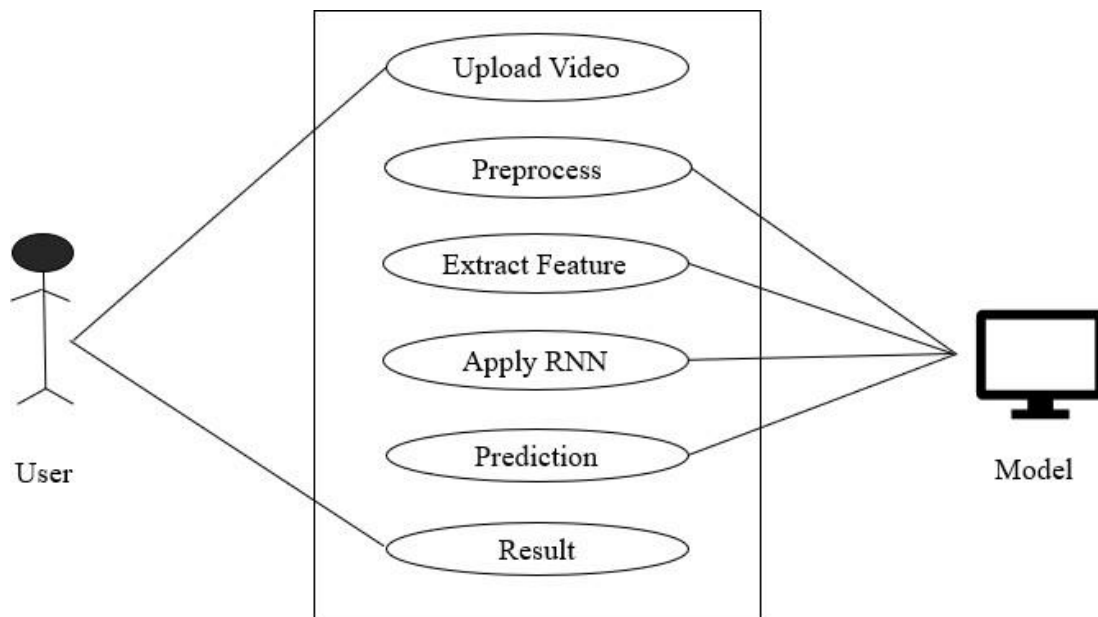 Upload Video
Preprocess
Extract Feature
Apply RNN
Prediction
Result
User
Model